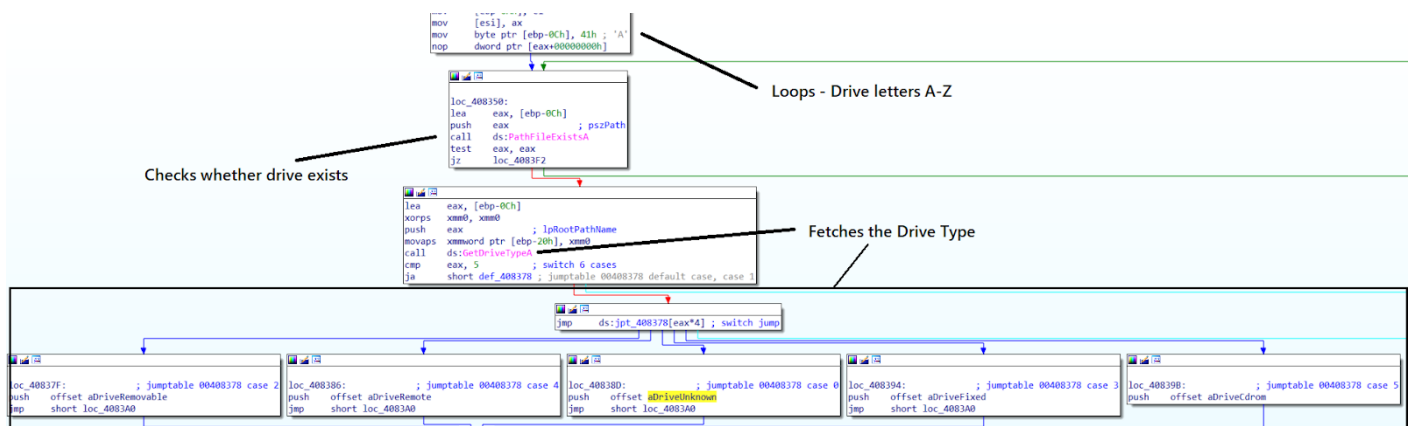 mov [esi], ax
mov byte ptr [ebp-0Ch], 41h ; 'A'
nop dword ptr [eax+00000000h]
Loops - Drive letters A-Z
loc_408350:
lea eax, [ebp-0Ch]
push eax ; pszPath
call ds:PathFileExistsA
test eax, eax
jz loc_4083F2
Checks whether drive exists
lea eax, [ebp-0Ch]
xorps xmm0, xmm0
push eax ; lpRootPathName
movaps xmmword ptr [ebp-20h], xmm0
call ds:GetDriveTypeA
cmp eax, 5 ; switch 6 cases
ja short def_408378 ; jumptable 00408378 default case, case 1
Fetches the Drive Type
jmp ds:jpt_408378[eax*4] ; switch jump
loc_40837F: ; jumptable 00408378 case 2
push offset aDriveRemovable
jmp short loc_4083A0
loc_408386: ; jumptable 00408378 case 4
push offset aDriveRemote
jmp short loc_4083A0
loc_40838D: ; jumptable 00408378 case 0
push offset aDriveUnknown
jmp short loc_4083A0
loc_408394: ; jumptable 00408378 case 3
push offset aDriveFixed
jmp short loc_4083A0
loc_40839B: ; jumptable 00408378 case 5
push offset aDriveCdrom